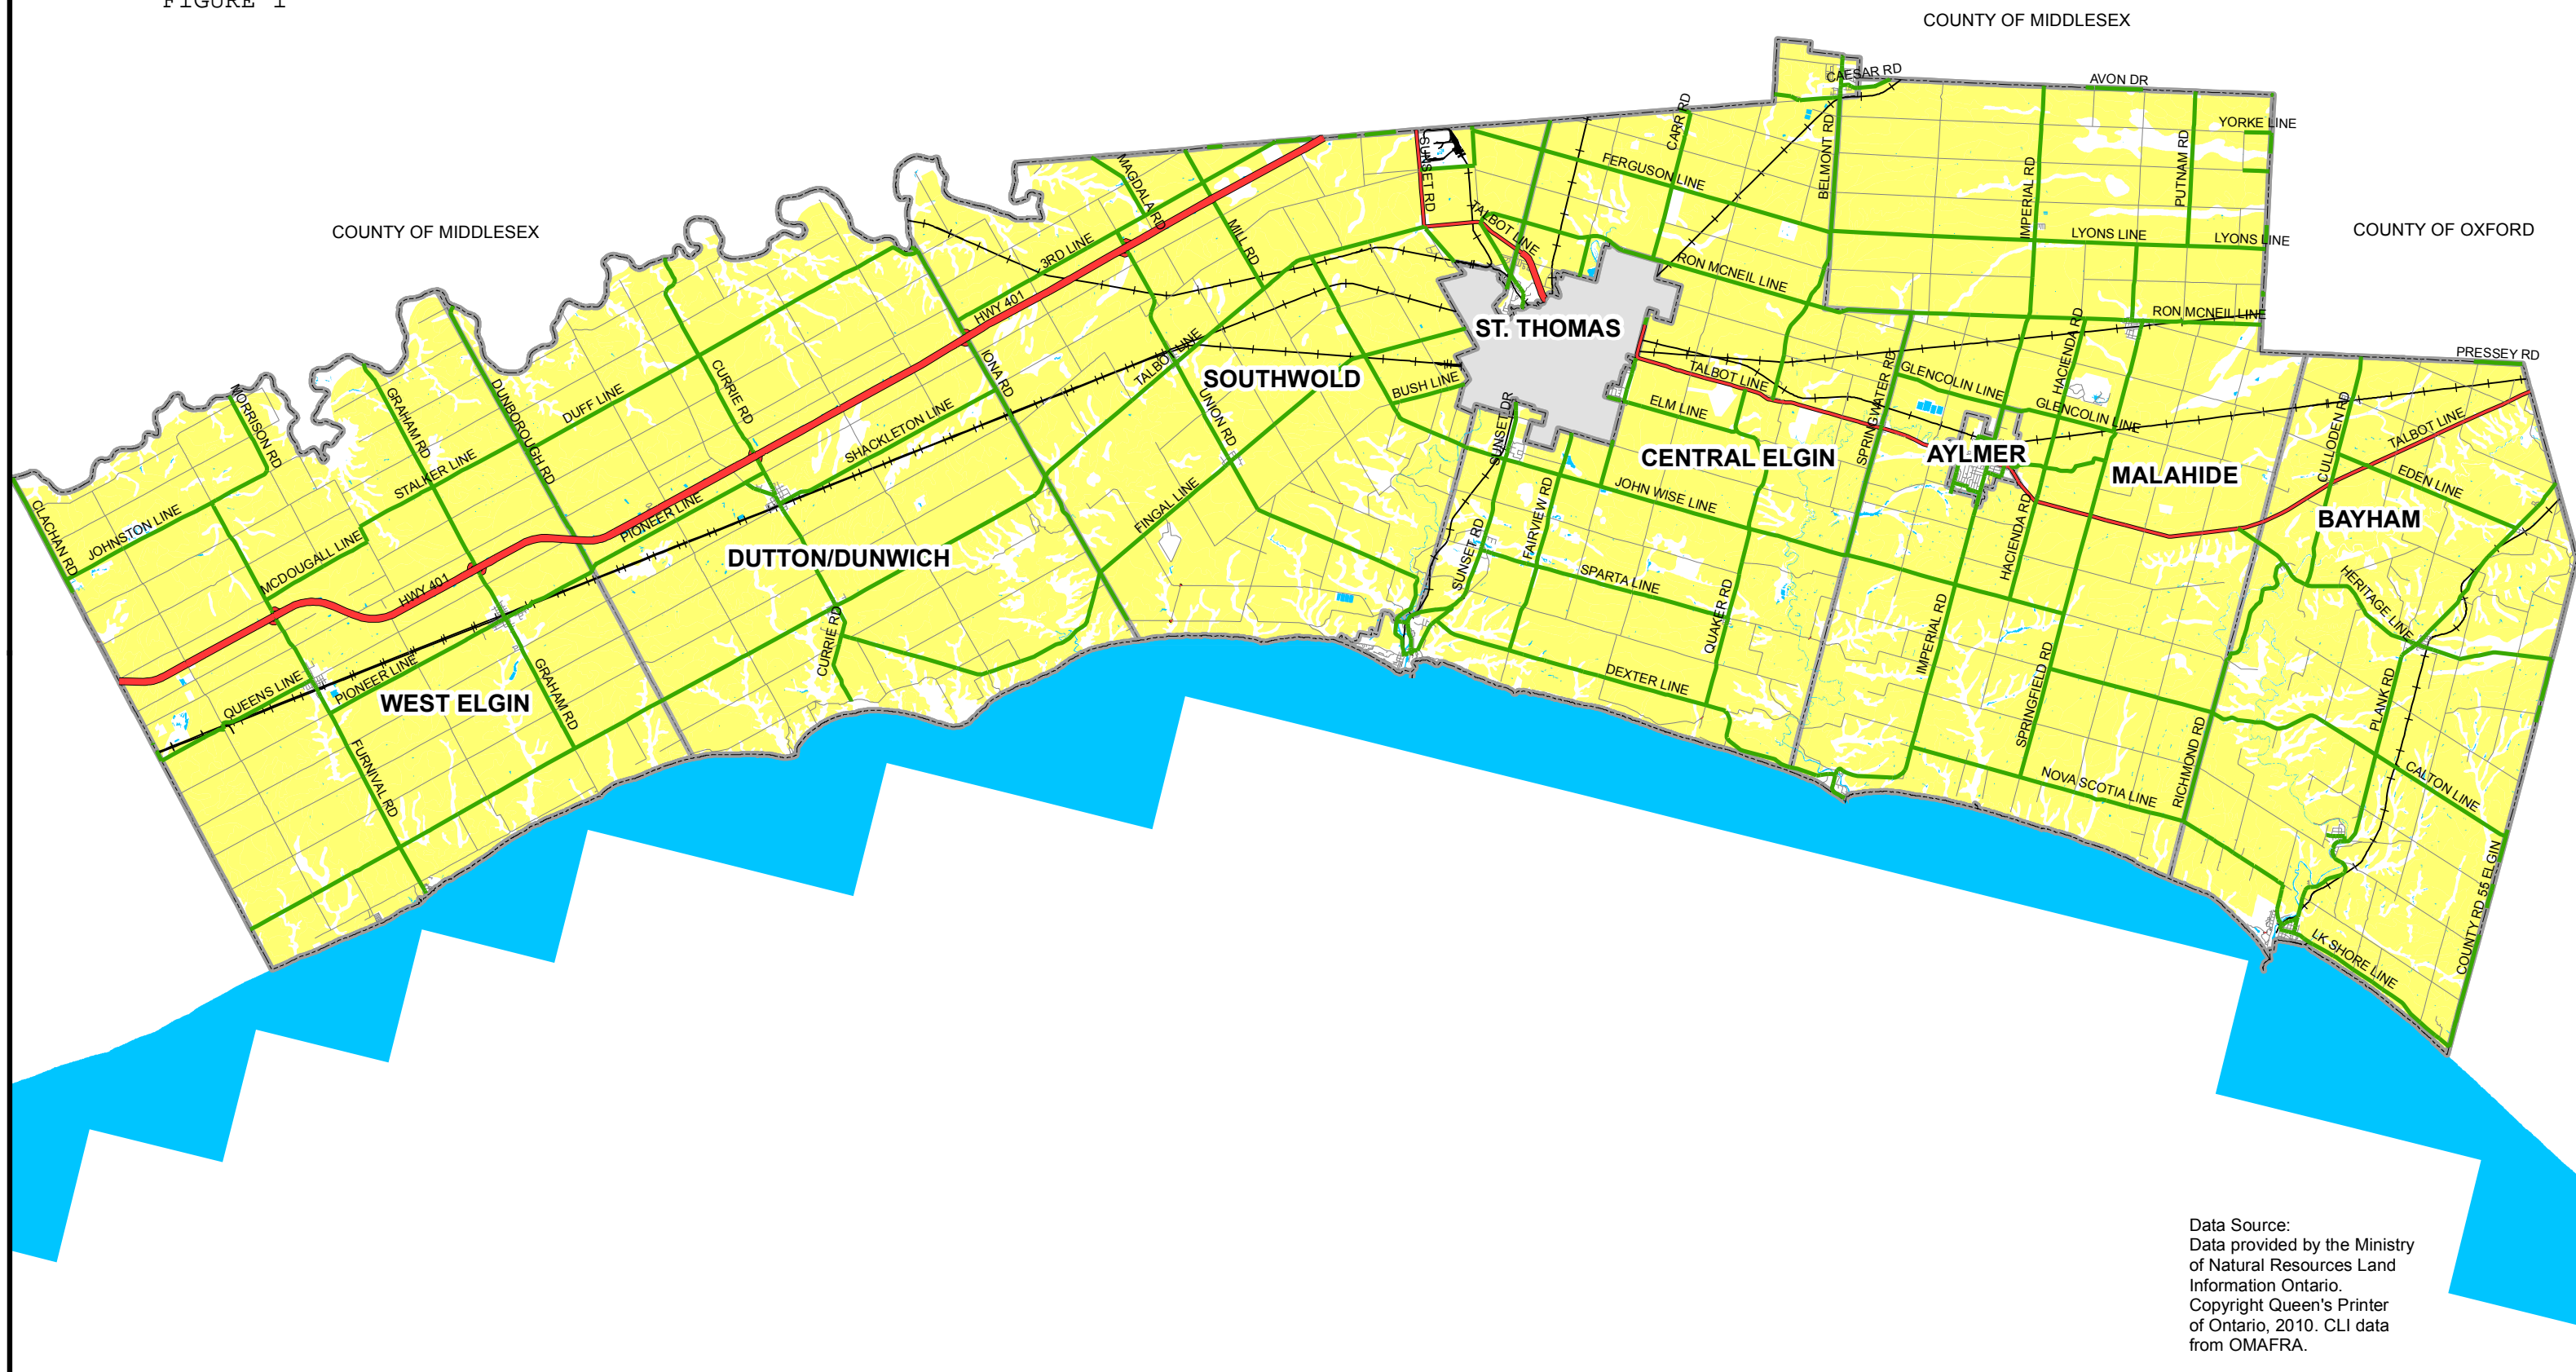 FIGURE 1
COUNTY OF MIDDLESEX
CAESAR RD
AVON DR
CARR RD
YORKE LINE
SUNSET RD
FERGUSON LINE
BELMONT RD
IMPERIAL RD
PUTNAM RD
MAGDALA RD
COUNTY OF MIDDLESEX
3RD LINE
MILL RD
TALBOT LINE
LYONS LINE
LYONS LINE
COUNTY OF OXFORD
RON MCNEIL LINE
HWY 401
ST. THOMAS
RON MCNEIL LINE
IONA RD
TALBOT LINE
SOUTHWOLD
BUSH LINE
TALBOT LINE
SPRINGWATER RD
GLENCOLIN LINE
HACIENDA RD
PRESSEY RD
MORRISON RD
GRAHAM RD
DUNBOROUGH RD
DUFF LINE
CURRIE RD
SHACKLETON LINE
UNION RD
SUNSET DR
ELM LINE
GLENCOLIN LINE
CULLODEN RD
TALBOT LINE
CENTRAL ELGIN
AYLMER
MALAHIDE
EDEN LINE
BAYHAM
STALKER LINE
CLACHAN RD
JOHNSTON LINE
MCDOUGALL LINE
PIONEER LINE
FINGAL LINE
FAIRVIEW RD
JOHN WISE LINE
HACIENDA RD
HWY 401
DUTTON/DUNWICH
SUNSET RD
SPARTA LINE
QUAKER RD
IMPERIAL RD
HERITAGE LINE
CURRIE RD
QUEENS LINE
PIONEER LINE
WEST ELGIN
GRAHAM RD
DEXTER LINE
SPRINGFIELD RD
PLANK RD
FURNIVAL RD
NOVA SCOTIA LINE
RICHMOND RD
CALTON LINE
COUNTY RD 55 ELGIN
LK SHORE LINE
Data Source:
Data provided by the Ministry
of Natural Resources Land
Information Ontario.
Copyright Queen's Printer
of Ontario, 2010. CLI data
from OMAFRA.